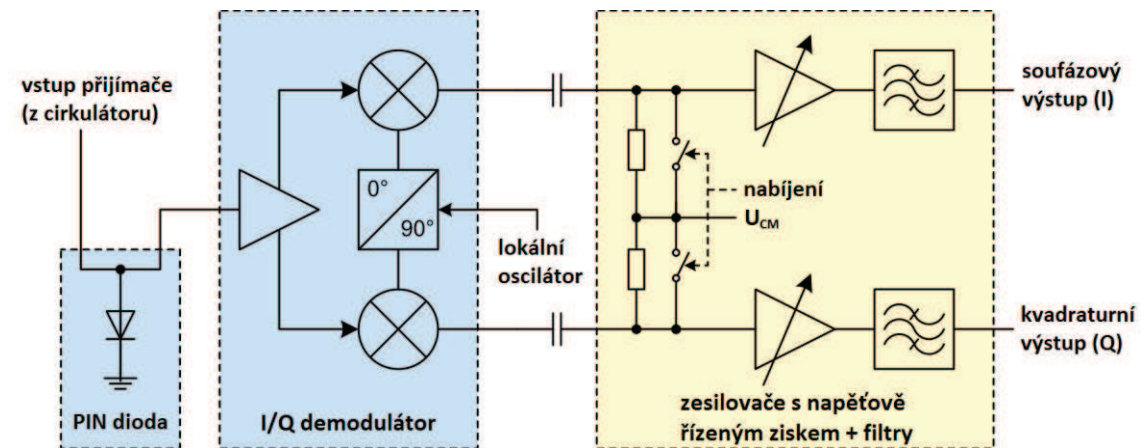 vstup přijímače
(z cirkulátoru)
PIN dioda
0°
90°
lokální
oscilátor
I/Q demodulátor
nabíjení
UCM
zesilovače s napěťově
řízeným ziskem + filtry
soufázový
výstup (I)
kvadraturní
výstup (Q)